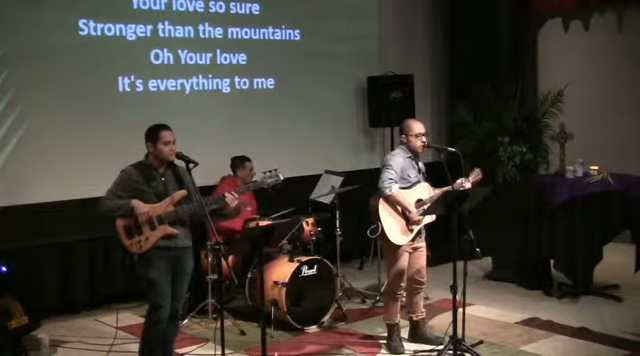 Your love so sure
Stronger than the mountains
Oh Your love
It's everything to me
Pearl